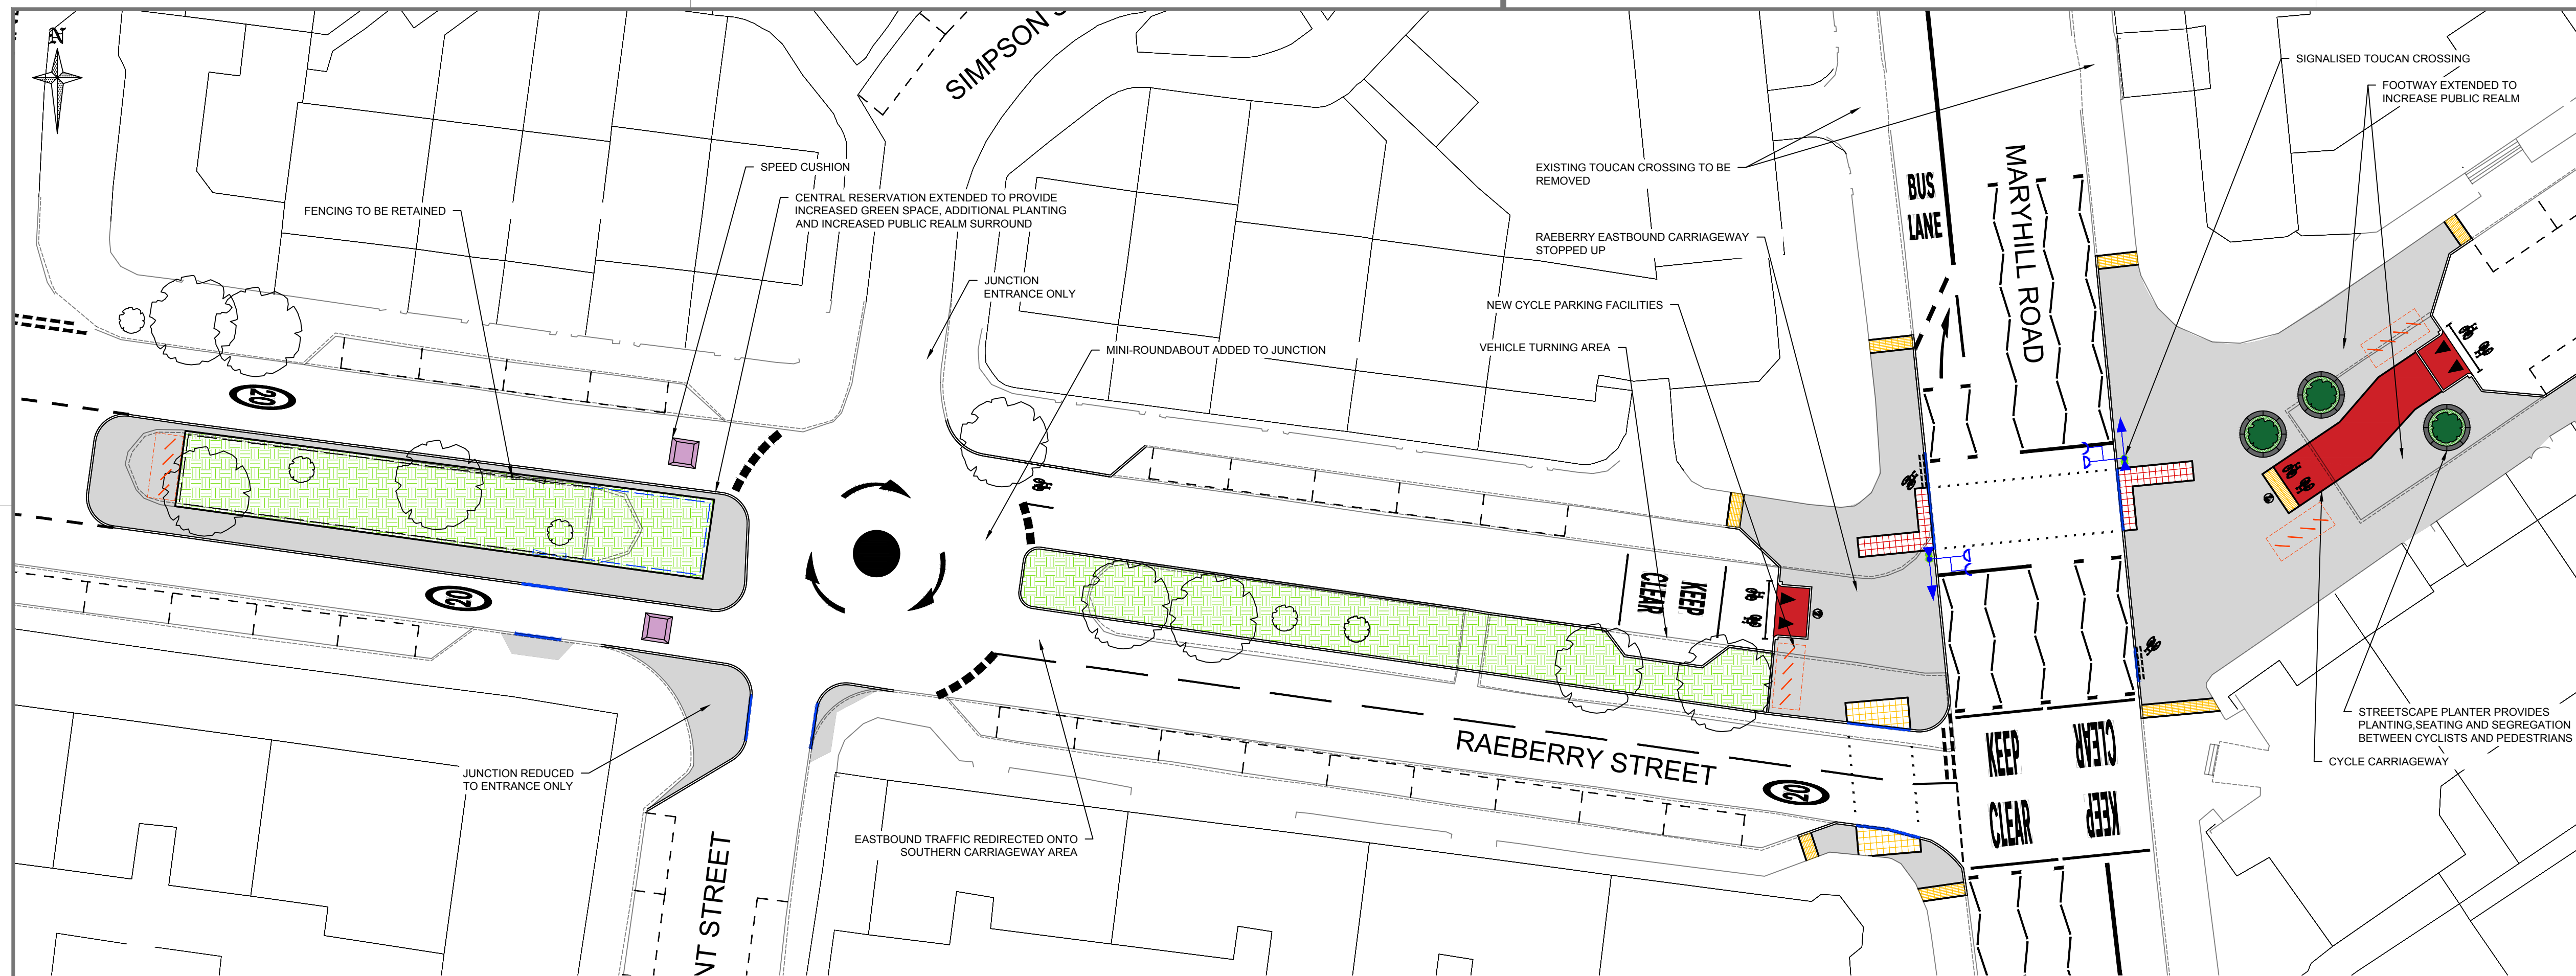 N
SIMPSON S
SIGNALISED TOUCAN CROSSING
FOOTWAY EXTENDED TO
INCREASE PUBLIC REALM
SPEED CUSHION
CENTRAL RESERVATION EXTENDED TO PROVIDE
INCREASED GREEN SPACE, ADDITIONAL PLANTING
AND INCREASED PUBLIC REALM SURROUND
FENCING TO BE RETAINED
EXISTING TOUCAN CROSSING TO BE
REMOVED
BUS
LANE
MARYHILL ROAD
RAEBERRY EASTBOUND CARRIAGEWAY
STOPPED UP
JUNCTION
ENTRANCE ONLY
NEW CYCLE PARKING FACILITIES
MINI-ROUNDABOUT ADDED TO JUNCTION
VEHICLE TURNING AREA
20
20
KEEP
CLEAR
RAEBERRY STREET
20
KEEP
CLEAR
KEEP
CLEAR
STREETSCAPE PLANTER PROVIDES
PLANTING,SEATING AND SEGREGATION
BETWEEN CYCLISTS AND PEDESTRIANS
CYCLE CARRIAGEWAY
JUNCTION REDUCED
TO ENTRANCE ONLY
EASTBOUND TRAFFIC REDIRECTED ONTO
SOUTHERN CARRIAGEWAY AREA
NT STREET